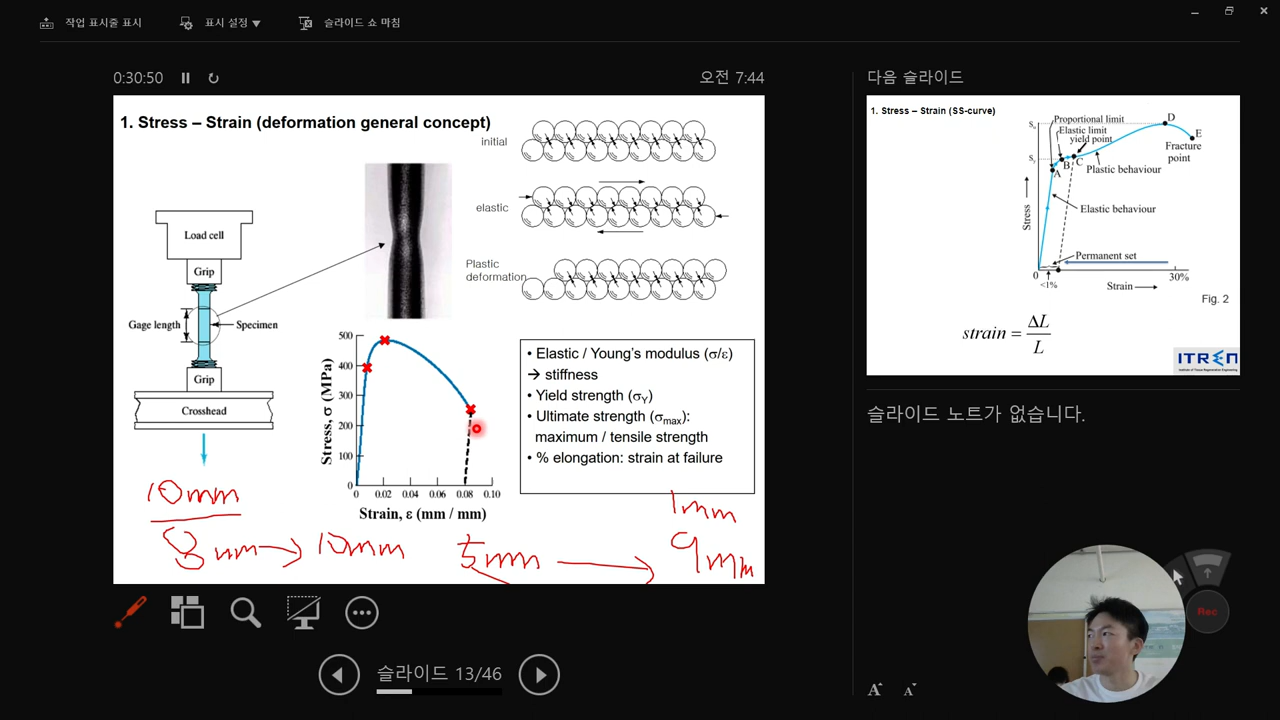 작업 표시줄 표시
표시 설정 ▼
슬라이드 쇼 마침
0:30:50
오전 7:44
1. Stress – Strain (deformation general concept)
initial
elastic
Plastic
deformation
Load cell
Grip
Gage length
Specimen
Grip
Crosshead
Stress, σ (MPa)
500
400
300
200
100
0
0 0.02 0.04 0.06 0.08 0.10
Strain, ε (mm / mm)
• Elastic / Young's modulus (σ/ε)
→ stiffness
• Yield strength (σY)
• Ultimate strength (σmax):
maximum / tensile strength
• % elongation: strain at failure
10mm
8mm → 10mm
5mm → 9mm
1mm
슬라이드 13/46
다음 슬라이드
1. Stress – Strain (SS-curve)
Proportional limit
Elastic limit
yield point
D
E
Fracture
point
A
B
C
Plastic behaviour
Stress
Elastic behaviour
Permanent set
0
<1%
Strain
30%
Fig. 2
strain = ΔL
L
ITREN
슬라이드 노트가 없습니다.
Rec
A A